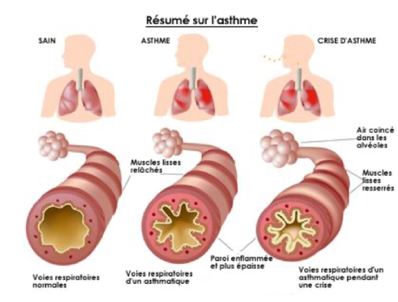 Résumé sur l'asthme
SAIN
ASTHME
CRISE D'ASTHME
Air coincé
dans les
alvéoles
Muscles lisses
relâchés
Muscles
lisses
resserrés
Paroi enflammée
et plus épaisse
Voies respiratoires
normales
Voies respiratoires
d'un asthmatique
Voies respiratoires d'un
asthmatique pendant
une crise